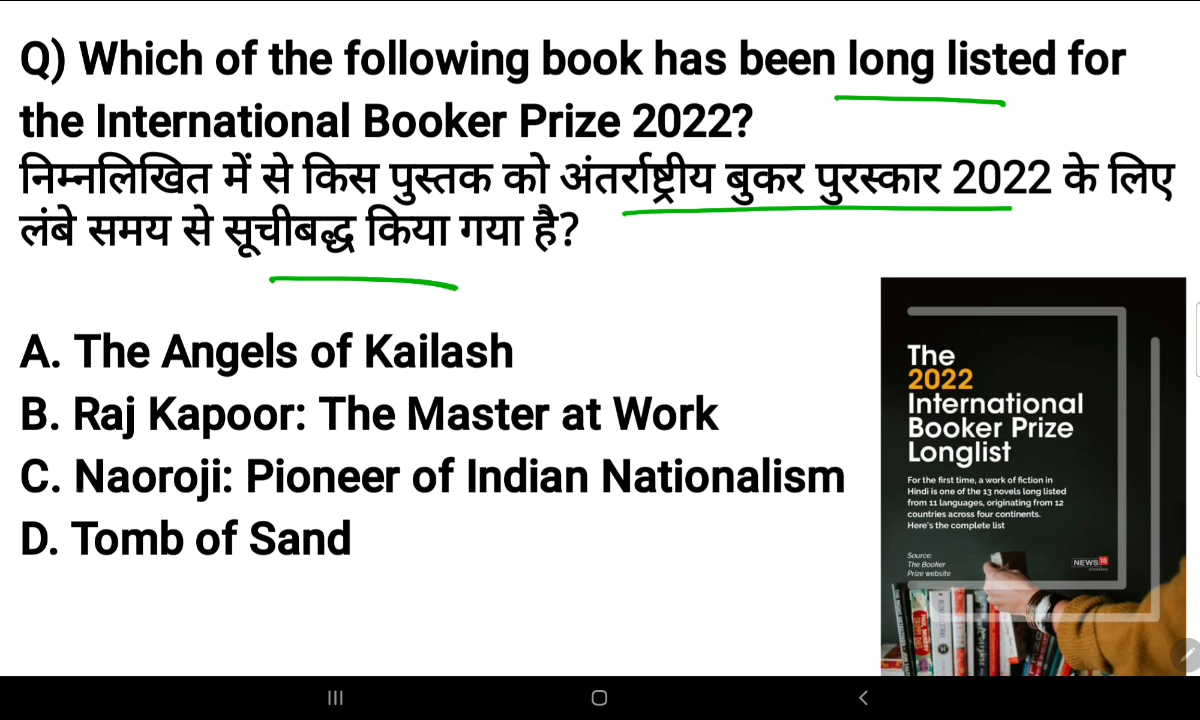 Q) Which of the following book has been long listed for
the International Booker Prize 2022?
निम्नलिखित में से किस पुस्तक को अंतर्राष्ट्रीय बुकर पुरस्कार 2022 के लिए
लंबे समय से सूचीबद्ध किया गया है?
A. The Angels of Kailash
B. Raj Kapoor: The Master at Work
C. Naoroji: Pioneer of Indian Nationalism
D. Tomb of Sand
The
2022
International
Booker Prize
Longlist
For the first time, a work of fiction in
Hindi is one of the 13 novels long listed
from 11 languages, originating from 12
countries across four continents.
Here's the complete list
Source:
The Booker
Prize website
NEWS18